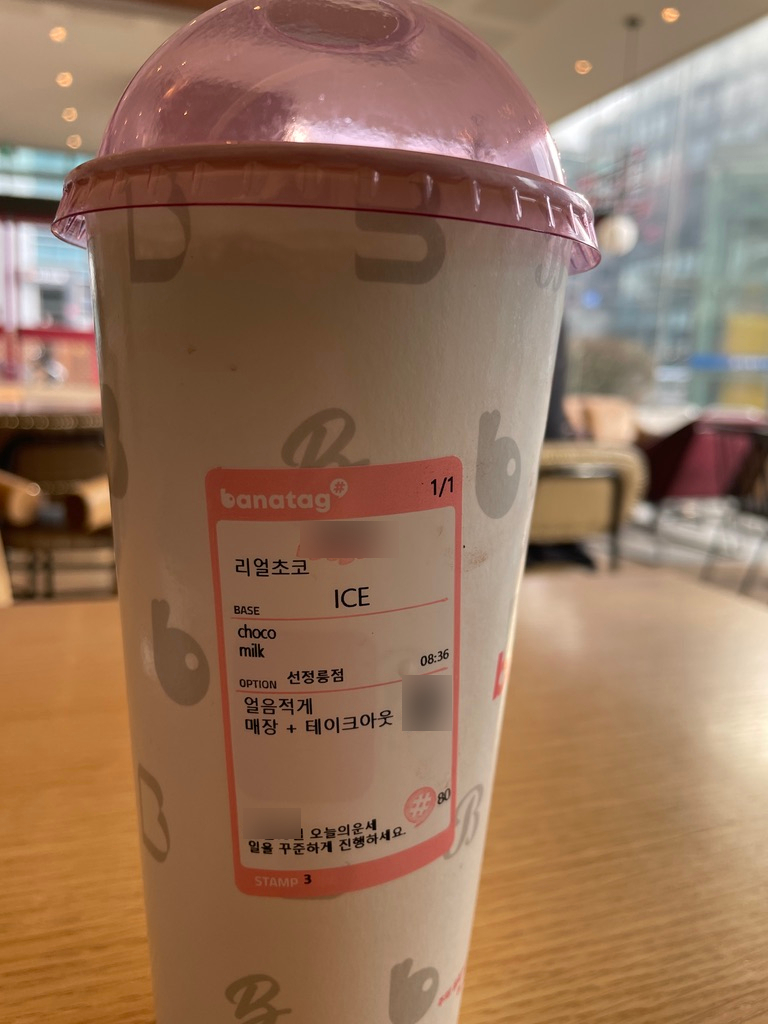 banatag#
1/1
리얼초코
ICE
BASE
choco
milk
08:36
OPTION 선정릉점
얼음적게
매장 + 테이크아웃
# 80
오늘의운세
일을 꾸준하게 진행하세요.
STAMP 3